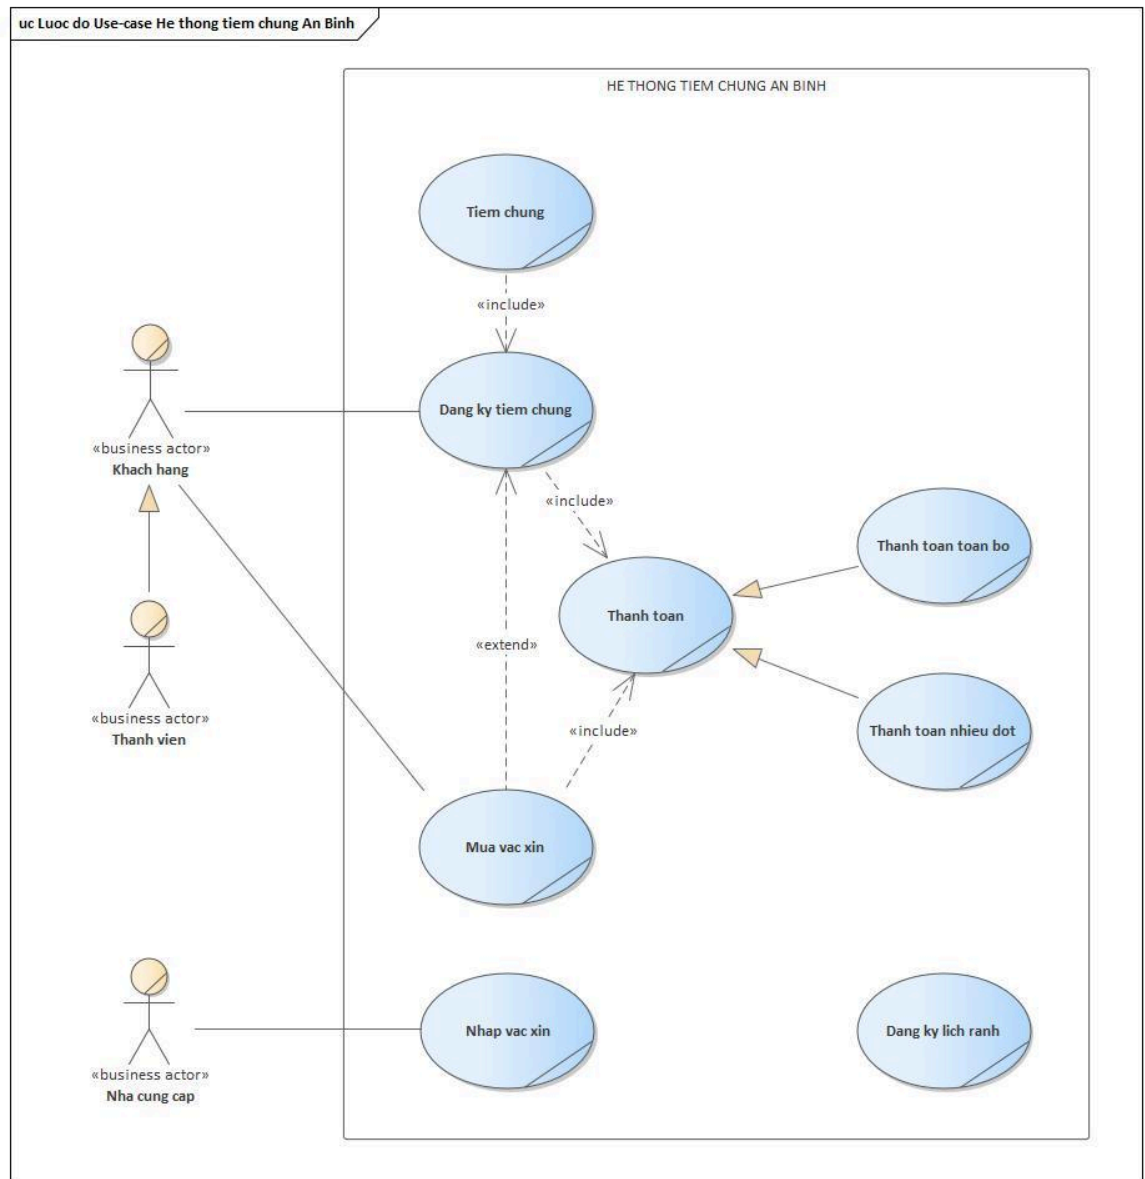 uc Luoc do Use-case He thong tiem chung An Binh
HE THONG TIEM CHUNG AN BINH
Tiem chung
«include»
Dang ky tiem chung
«business actor»
Khach hang
«include»
Thanh toan toan bo
Thanh toan
«extend»
«business actor»
Thanh vien
«include»
Thanh toan nhieu dot
Mua vac xin
Nhap vac xin
Dang ky lich ranh
«business actor»
Nha cung cap